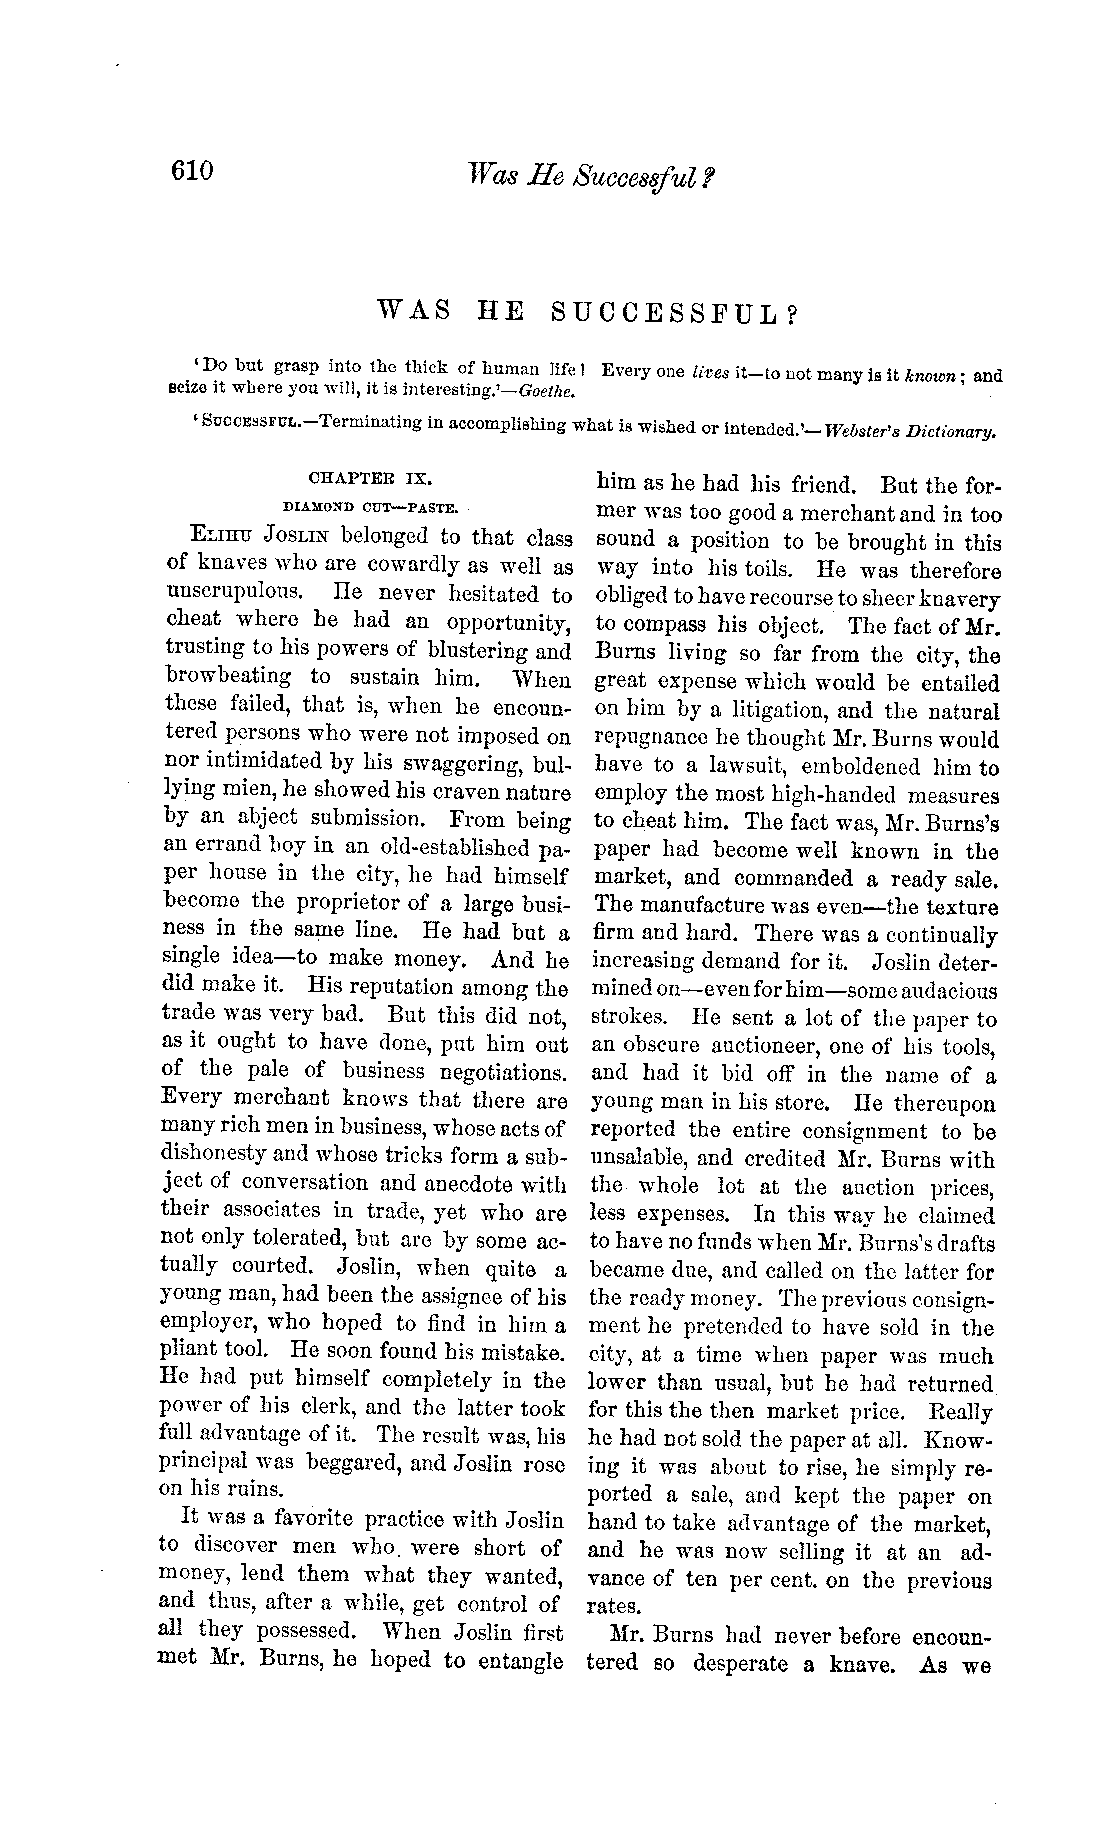 610
Was He Successful?
WAS HE SUCCESSFUL?
'Do but grasp into the thick of human life! Every one lives it—to not many is it known; and
seize it where you will, it is interesting.'—Goethe.
'SUCCESSFUL.—Terminating in accomplishing what is wished or intended.'—Webster's Dictionary.
CHAPTER IX.
DIAMOND CUT—PASTE.
ELIHU JOSLIN belonged to that class
of knaves who are cowardly as well as
unscrupulous. He never hesitated to
cheat where he had an opportunity,
trusting to his powers of blustering and
browbeating to sustain him. When
these failed, that is, when he encoun-
tered persons who were not imposed on
nor intimidated by his swaggering, bul-
lying mien, he showed his craven nature
by an abject submission. From being
an errand boy in an old-established pa-
per house in the city, he had himself
become the proprietor of a large busi-
ness in the same line. He had but a
single idea—to make money. And he
did make it. His reputation among the
trade was very bad. But this did not,
as it ought to have done, put him out
of the pale of business negotiations.
Every merchant knows that there are
many rich men in business, whose acts of
dishonesty and whose tricks form a sub-
ject of conversation and anecdote with
their associates in trade, yet who are
not only tolerated, but are by some ac-
tually courted. Joslin, when quite a
young man, had been the assignee of his
employer, who hoped to find in him a
pliant tool. He soon found his mistake.
He had put himself completely in the
power of his clerk, and the latter took
full advantage of it. The result was, his
principal was beggared, and Joslin rose
on his ruins.
It was a favorite practice with Joslin
to discover men who were short of
money, lend them what they wanted,
and thus, after a while, get control of
all they possessed. When Joslin first
met Mr. Burns, he hoped to entangle
him as he had his friend. But the for-
mer was too good a merchant and in too
sound a position to be brought in this
way into his toils. He was therefore
obliged to have recourse to sheer knavery
to compass his object. The fact of Mr.
Burns living so far from the city, the
great expense which would be entailed
on him by a litigation, and the natural
repugnance he thought Mr. Burns would
have to a lawsuit, emboldened him to
employ the most high-handed measures
to cheat him. The fact was, Mr. Burns's
paper had become well known in the
market, and commanded a ready sale.
The manufacture was even—the texture
firm and hard. There was a continually
increasing demand for it. Joslin deter-
mined on—even for him—some audacious
strokes. He sent a lot of the paper to
an obscure auctioneer, one of his tools,
and had it bid off in the name of a
young man in his store. He thereupon
reported the entire consignment to be
unsalable, and credited Mr. Burns with
the whole lot at the auction prices,
less expenses. In this way he claimed
to have no funds when Mr. Burns's drafts
became due, and called on the latter for
the ready money. The previous consign-
ment he pretended to have sold in the
city, at a time when paper was much
lower than usual, but he had returned
for this the then market price. Really
he had not sold the paper at all. Know-
ing it was about to rise, he simply re-
ported a sale, and kept the paper on
hand to take advantage of the market,
and he was now selling it at an ad-
vance of ten per cent. on the previous
rates.
Mr. Burns had never before encoun-
tered so desperate a knave. As we